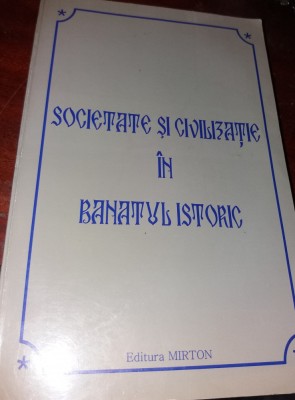 SOCIETATE ȘI CIVILIZAȚIE
ÎN
BANATUL ISTORIC
Editura MIRTON